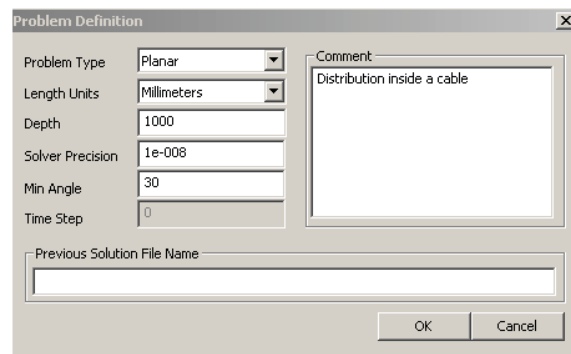 Problem Definition
Problem Type Planar
Length Units Millimeters
Depth 1000
Solver Precision 1e-008
Min Angle 30
Time Step 0
Comment
Distribution inside a cable
Previous Solution File Name
OK Cancel